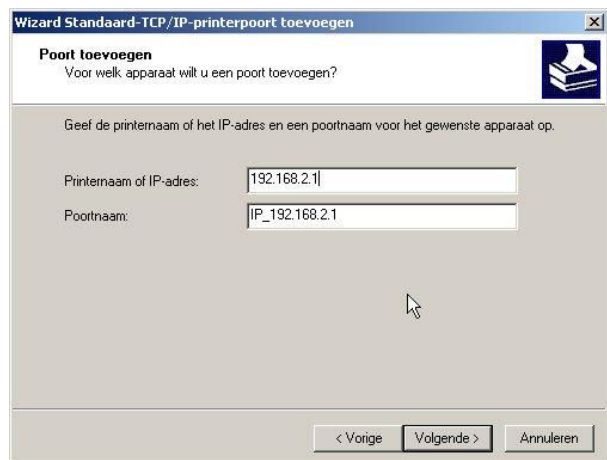 Wizard Standaard-TCP/IP-printerpoort toevoegen
Poort toevoegen
Voor welk apparaat wilt u een poort toevoegen?
Geef de printernaam of het IP-adres en een poortnaam voor het gewenste apparaat op.
Printernaam of IP-adres: 192.168.2.1
Poortnaam: IP_192.168.2.1
< Vorige Volgende > Annuleren